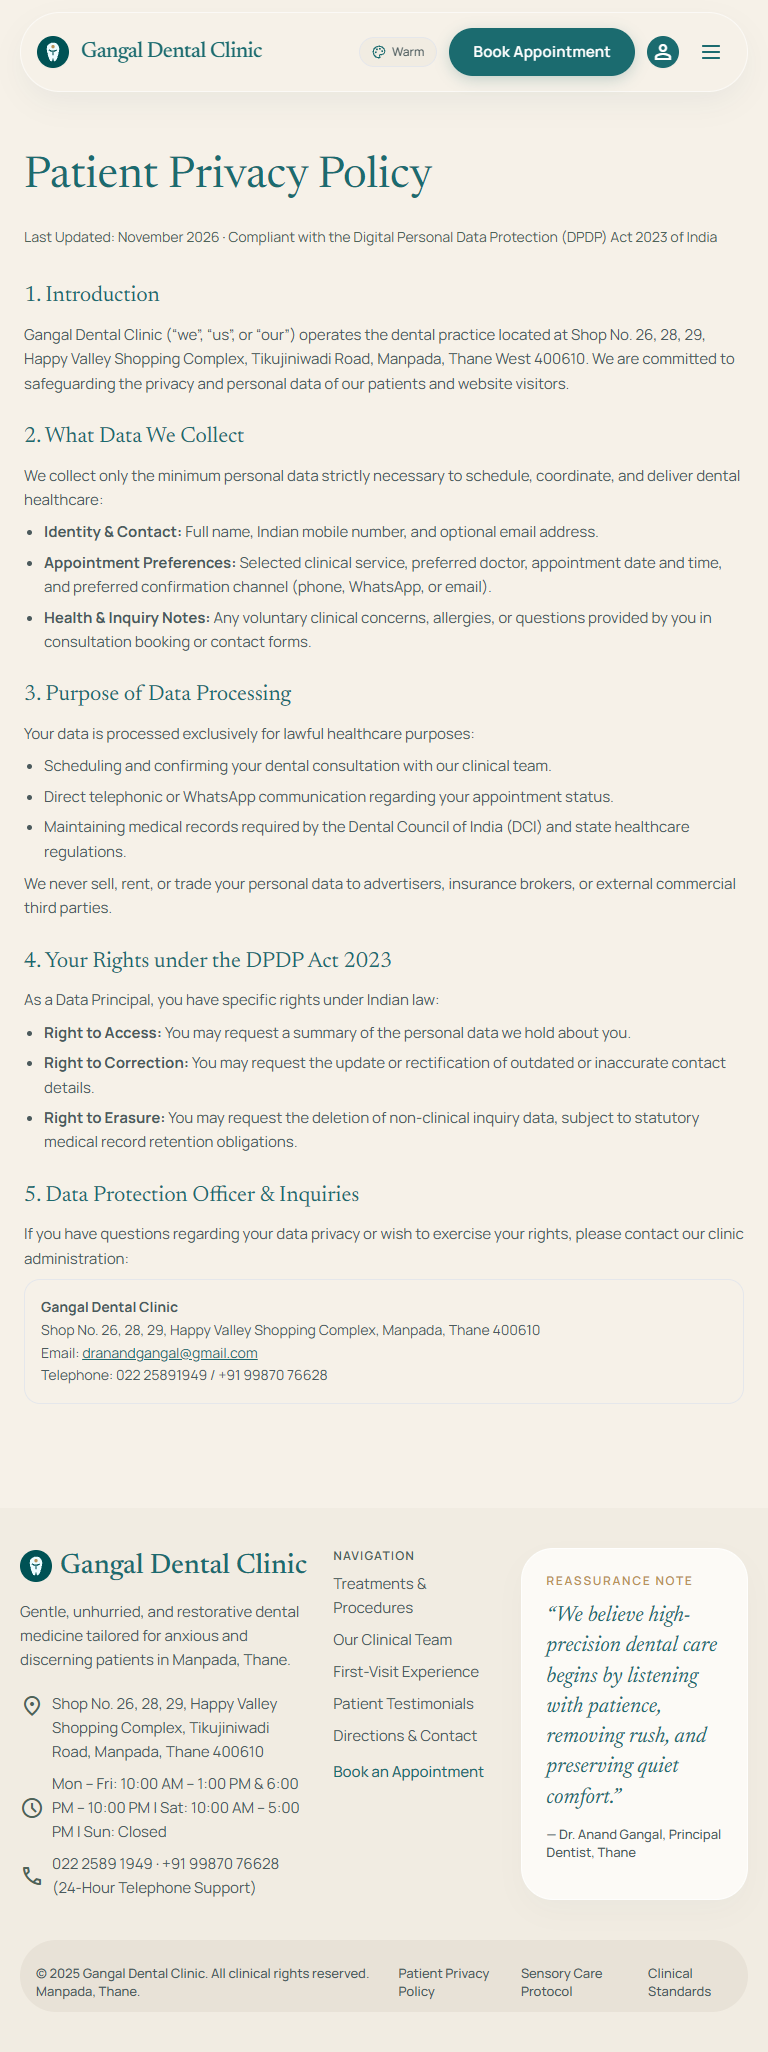 Gangal Dental Clinic
Warm
Book Appointment
Patient Privacy Policy
Last Updated: November 2026 · Compliant with the Digital Personal Data Protection (DPDP) Act 2023 of India
1. Introduction
Gangal Dental Clinic (“we”, “us”, or “our”) operates the dental practice located at Shop No. 26, 28, 29,
Happy Valley Shopping Complex, Tikujiniwadi Road, Manpada, Thane West 400610. We are committed to
safeguarding the privacy and personal data of our patients and website visitors.
2. What Data We Collect
We collect only the minimum personal data strictly necessary to schedule, coordinate, and deliver dental
healthcare:
• Identity & Contact: Full name, Indian mobile number, and optional email address.
• Appointment Preferences: Selected clinical service, preferred doctor, appointment date and time,
and preferred confirmation channel (phone, WhatsApp, or email).
• Health & Inquiry Notes: Any voluntary clinical concerns, allergies, or questions provided by you in
consultation booking or contact forms.
3. Purpose of Data Processing
Your data is processed exclusively for lawful healthcare purposes:
• Scheduling and confirming your dental consultation with our clinical team.
• Direct telephonic or WhatsApp communication regarding your appointment status.
• Maintaining medical records required by the Dental Council of India (DCI) and state healthcare
regulations.
We never sell, rent, or trade your personal data to advertisers, insurance brokers, or external commercial
third parties.
4. Your Rights under the DPDP Act 2023
As a Data Principal, you have specific rights under Indian law:
• Right to Access: You may request a summary of the personal data we hold about you.
• Right to Correction: You may request the update or rectification of outdated or inaccurate contact
details.
• Right to Erasure: You may request the deletion of non-clinical inquiry data, subject to statutory
medical record retention obligations.
5. Data Protection Officer & Inquiries
If you have questions regarding your data privacy or wish to exercise your rights, please contact our clinic
administration:
Gangal Dental Clinic
Shop No. 26, 28, 29, Happy Valley Shopping Complex, Manpada, Thane 400610
Email: dranandgangal@gmail.com
Telephone: 022 25891949 / +91 99870 76628
Gangal Dental Clinic
Gentle, unhurried, and restorative dental
medicine tailored for anxious and
discerning patients in Manpada, Thane.
Shop No. 26, 28, 29, Happy Valley
Shopping Complex, Tikujiniwadi
Road, Manpada, Thane 400610
Mon – Fri: 10:00 AM – 1:00 PM & 6:00
PM – 10:00 PM | Sat: 10:00 AM – 5:00
PM | Sun: Closed
022 2589 1949 · +91 99870 76628
(24-Hour Telephone Support)
NAVIGATION
Treatments &
Procedures
Our Clinical Team
First-Visit Experience
Patient Testimonials
Directions & Contact
Book an Appointment
REASSURANCE NOTE
“We believe high-
precision dental care
begins by listening
with patience,
removing rush, and
preserving quiet
comfort.”
— Dr. Anand Gangal, Principal
Dentist, Thane
© 2025 Gangal Dental Clinic. All clinical rights reserved.
Manpada, Thane.
Patient Privacy
Policy
Sensory Care
Protocol
Clinical
Standards